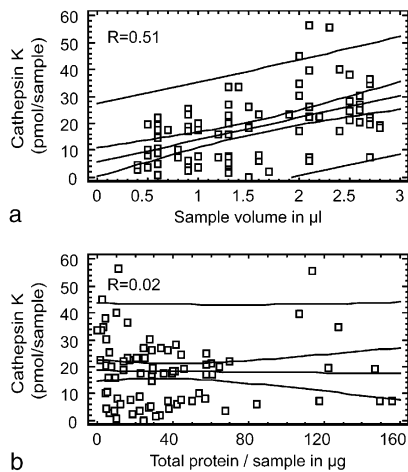 60
50
40
30
20
10
0
Cathepsin K
(pmol/sample)
R=0.51
0 0.5 1 1.5 2 2.5 3
Sample volume in µl
a
60
50
40
30
20
10
0
Cathepsin K
(pmol/sample)
R=0.02
0 40 80 120 160
Total protein / sample in µg
b